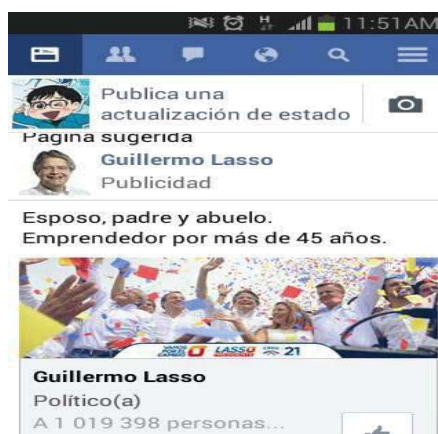 11:51AM
Publica una
actualización de estado
Página sugerida
Guillermo Lasso
Publicidad
Esposo, padre y abuelo.
Emprendedor por más de 45 años.
LASSO
21
Guillermo Lasso
Político(a)
A 1 019 398 personas...